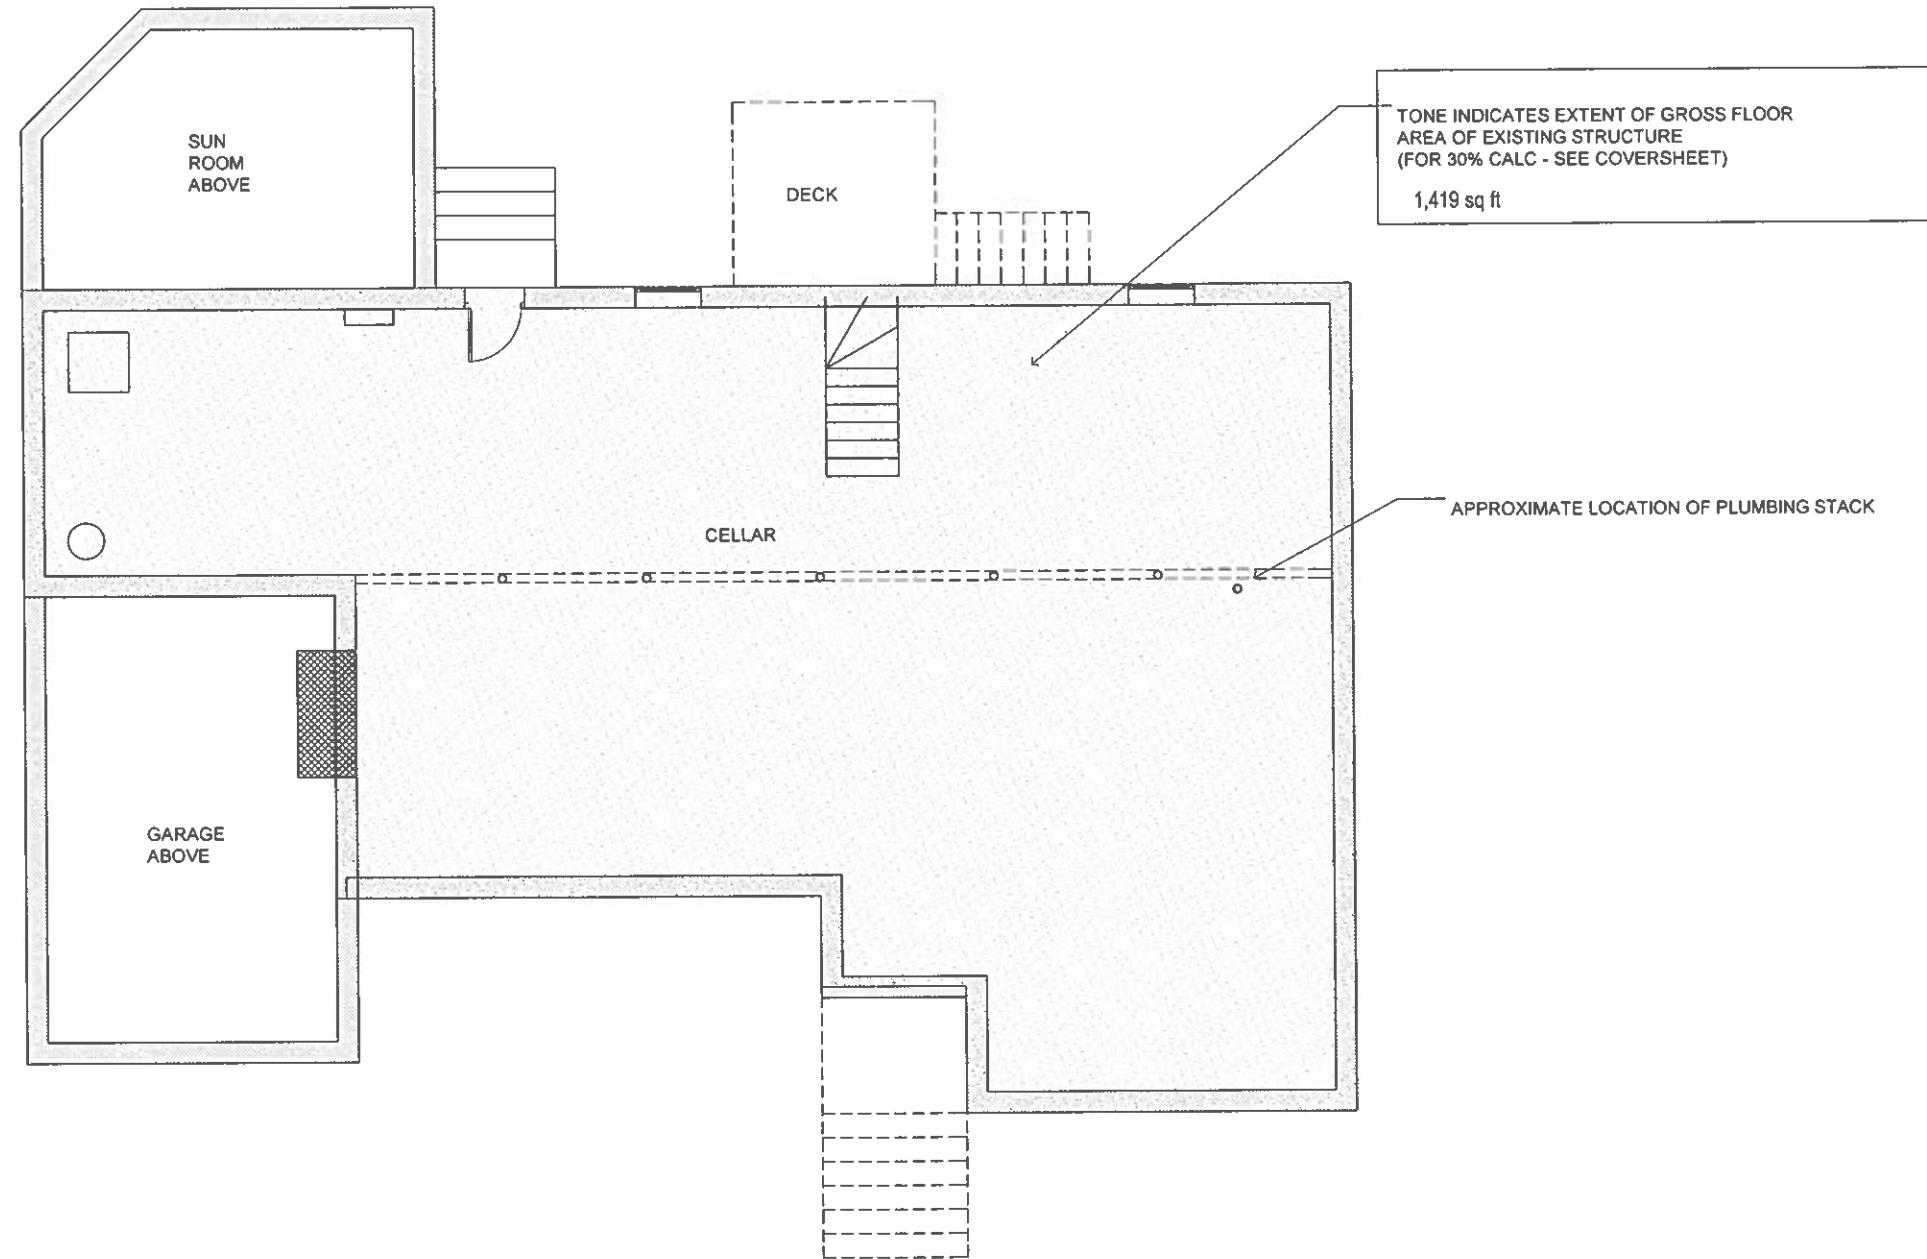 SUN
ROOM
ABOVE
DECK
TONE INDICATES EXTENT OF GROSS FLOOR
AREA OF EXISTING STRUCTURE
(FOR 30% CALC - SEE COVERSHEET)
1,419 sq ft
APPROXIMATE LOCATION OF PLUMBING STACK
CELLAR
GARAGE
ABOVE